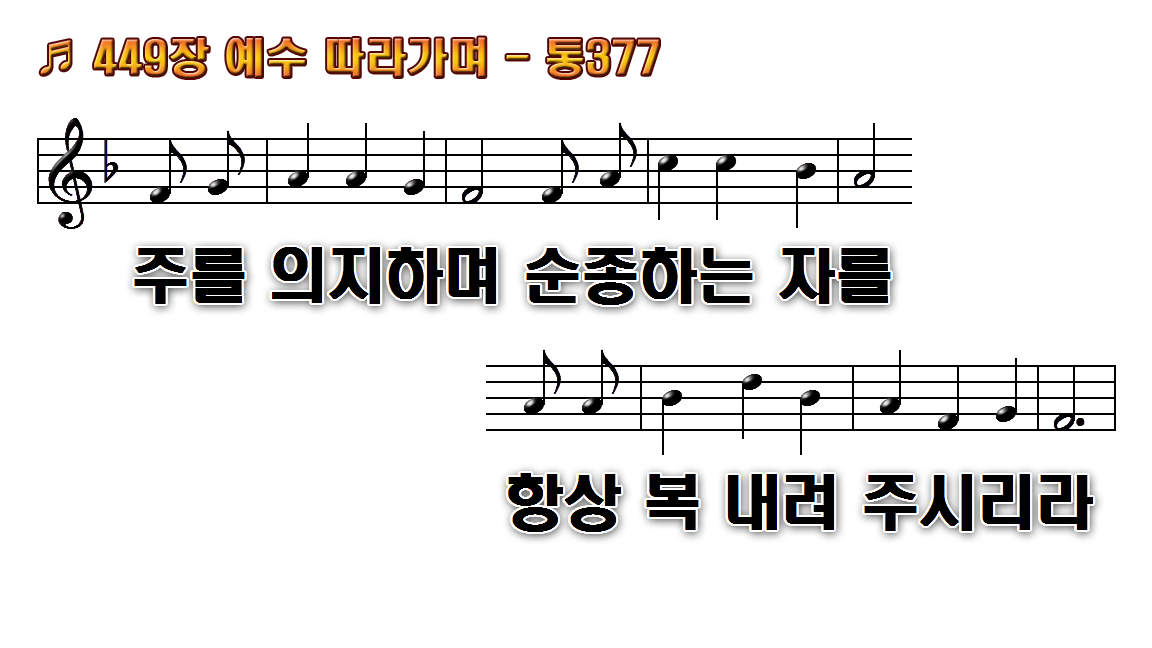 ♬ 449장 예수 따라가며 - 통377
주를 의지하며 순종하는 자를
항상 복 내려 주시리라